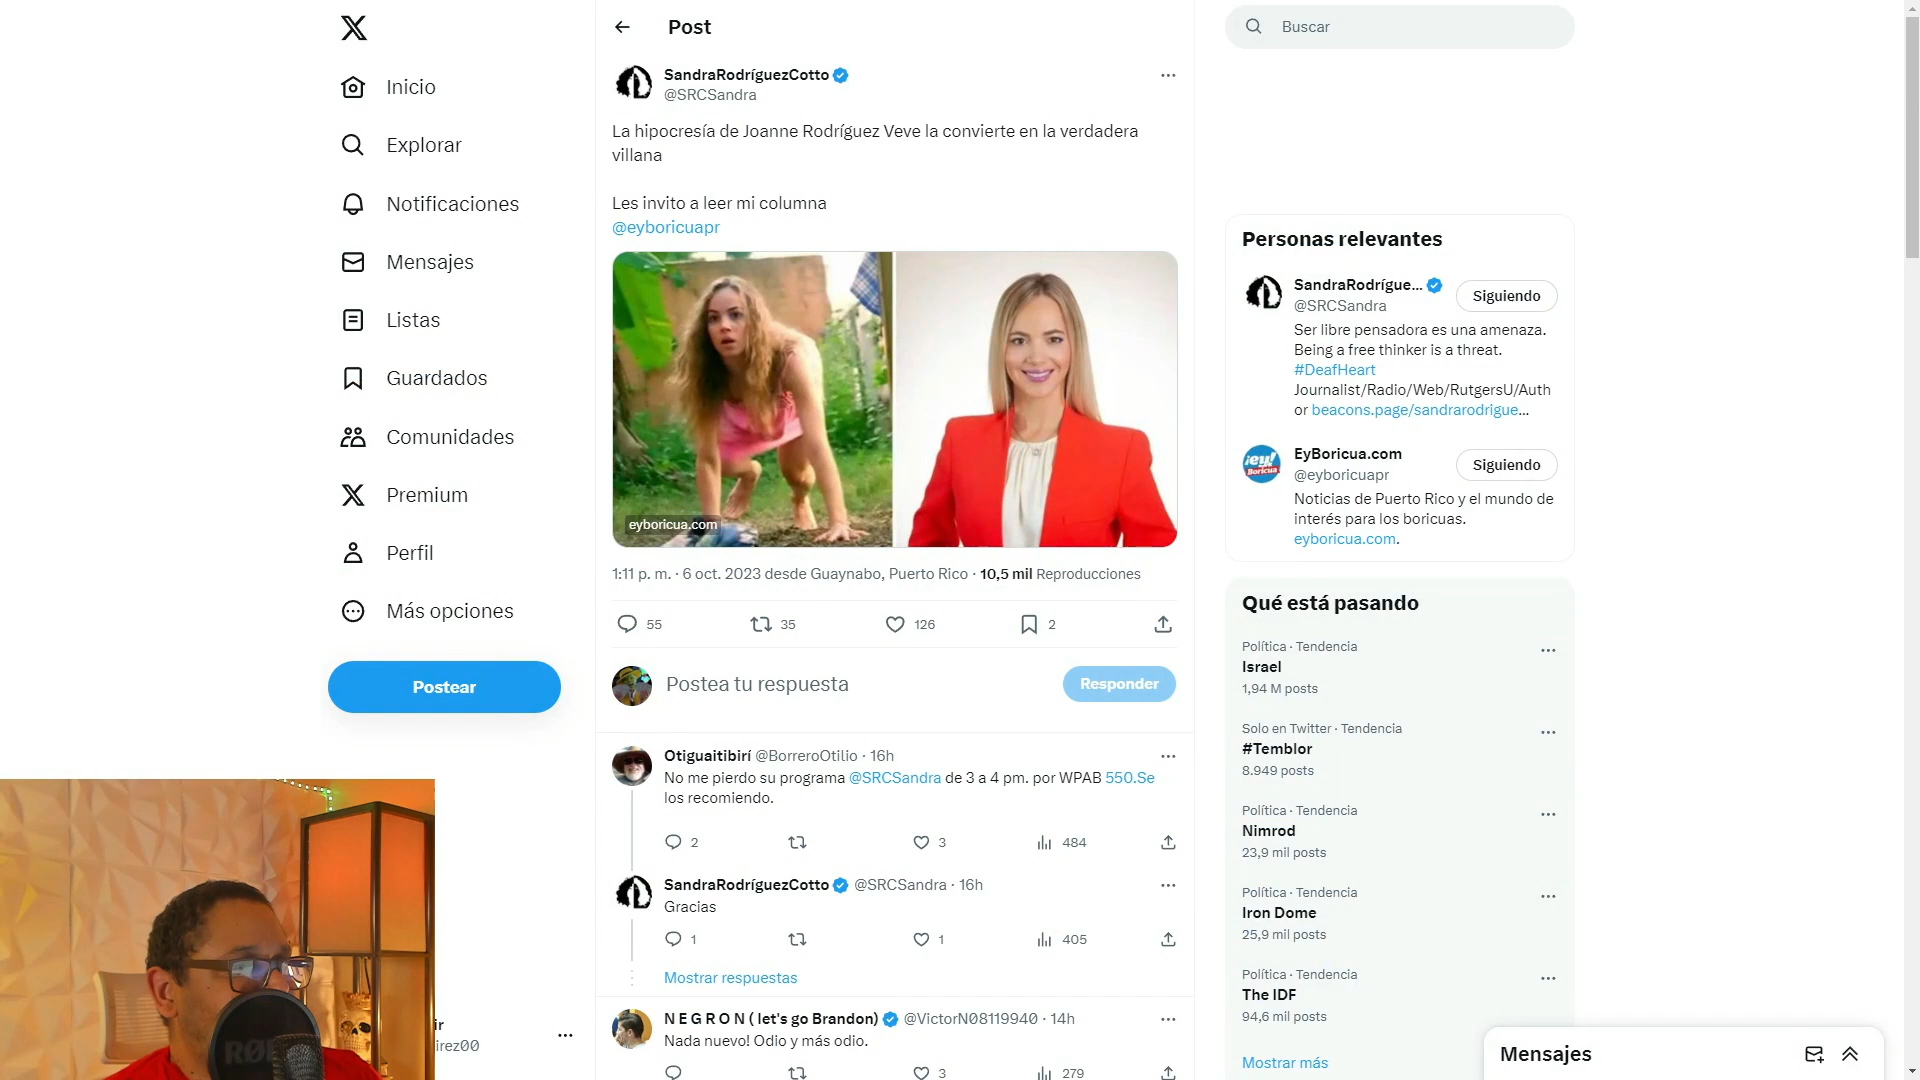 Post
Buscar
SandraRodríguezCotto
@SRCSandra
Inicio
Explorar
Notificaciones
Mensajes
Listas
Guardados
Comunidades
Premium
Perfil
Más opciones
Postear
La hipocresía de Joanne Rodríguez Veve la convierte en la verdadera
villana
Les invito a leer mi columna
@eyboricuapr
eyboricua.com
1:11 p. m. · 6 oct. 2023 desde Guaynabo, Puerto Rico · 10,5 mil Reproducciones
55
35
126
2
Postea tu respuesta
Responder
Otiguaitibirí @BorreroOtilio · 16h
No me pierdo su programa @SRCSandra de 3 a 4 pm. por WPAB 550.Se
los recomiendo.
2
3
484
SandraRodríguezCotto @SRCSandra · 16h
Gracias
1
1
405
Mostrar respuestas
N E G R O N ( let's go Brandon) @VictorN08119940 · 14h
Nada nuevo! Odio y más odio.
3
279
Personas relevantes
SandraRodrígue...
@SRCSandra
Siguiendo
Ser libre pensadora es una amenaza.
Being a free thinker is a threat.
#DeafHeart
Journalist/Radio/Web/RutgersU/Auth
or beacons.page/sandrarodrigue...
EyBoricua.com
@eyboricuapr
Siguiendo
¡ey!
Boricua
Noticias de Puerto Rico y el mundo de
interés para los boricuas.
eyboricua.com.
Qué está pasando
Política · Tendencia
Israel
1,94 M posts
Solo en Twitter · Tendencia
#Temblor
8.949 posts
Política · Tendencia
Nimrod
23,9 mil posts
Política · Tendencia
Iron Dome
25,9 mil posts
Política · Tendencia
The IDF
94,6 mil posts
Mostrar más
Mensajes
ir
irez00
RØDE